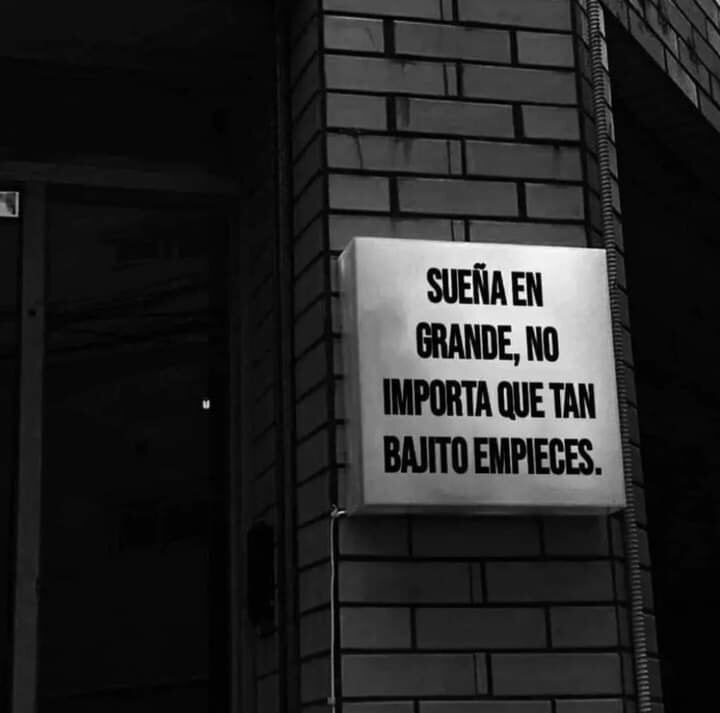 SUEÑA EN
GRANDE, NO
IMPORTA QUE TAN
BAJITO EMPIECES.